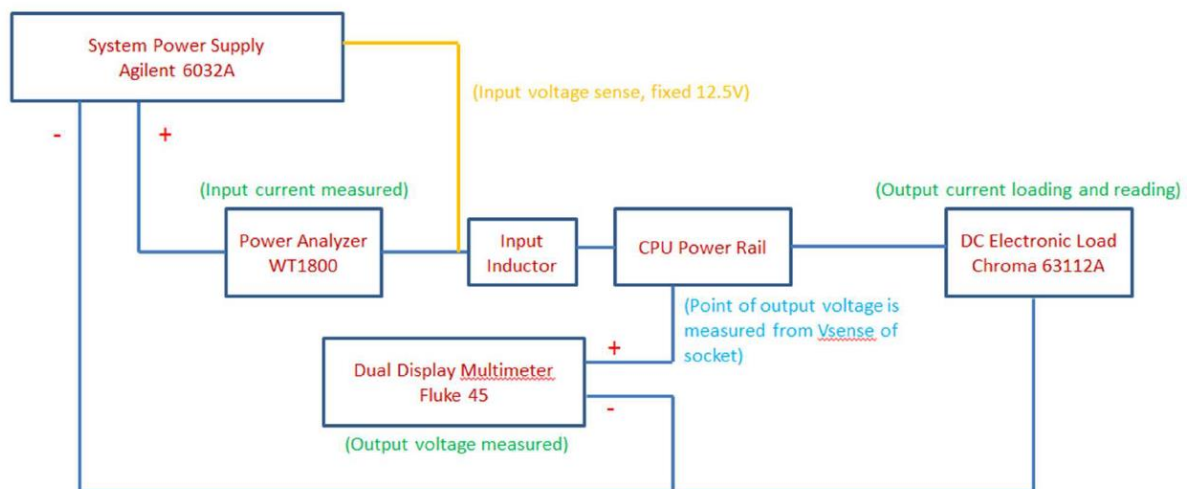 System Power Supply
Agilent 6032A
(Input voltage sense, fixed 12.5V)
-
+
(Input current measured)
(Output current loading and reading)
Power Analyzer
WT1800
Input
Inductor
CPU Power Rail
DC Electronic Load
Chroma 63112A
(Point of output voltage is
measured from Vsense of
socket)
+
Dual Display Multimeter
Fluke 45
-
(Output voltage measured)